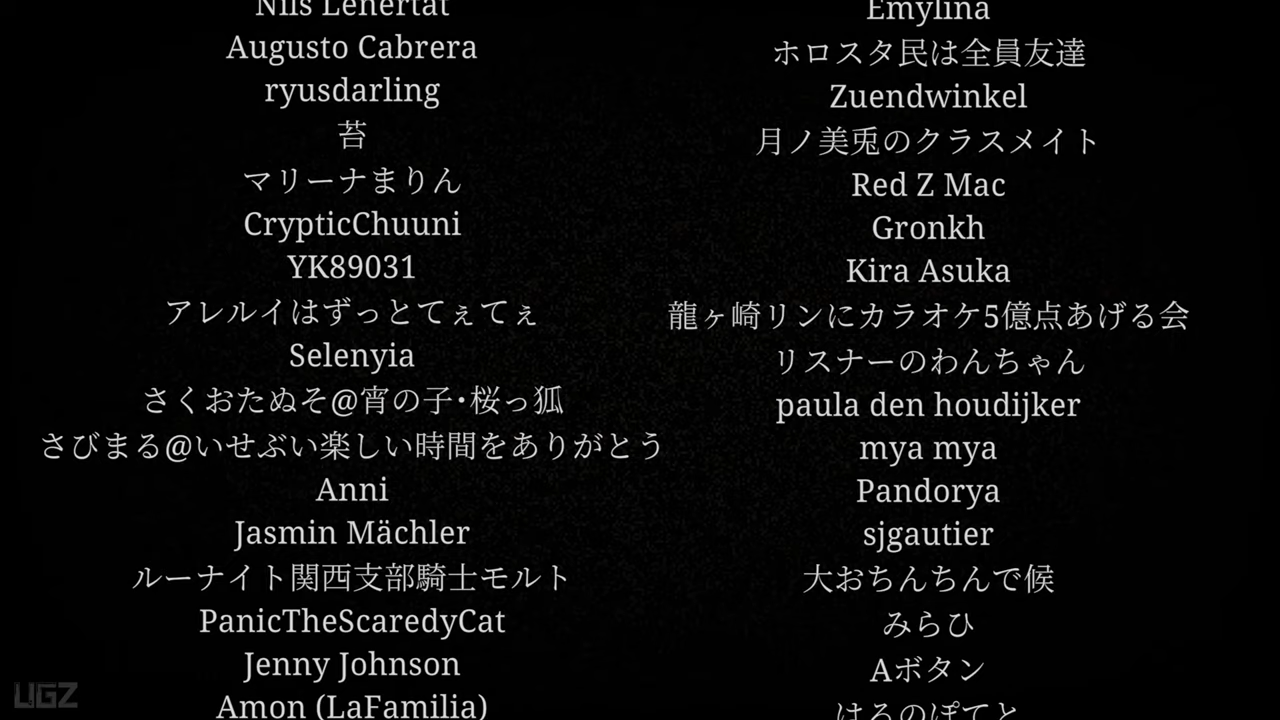 Nils Lenertat
Augusto Cabrera
ryusdarling
苔
マリーナまりん
CrypticChuuni
YK89031
アレルイはずっとてぇてぇ
Selenyia
さくおたぬそ@宵の子・桜っ狐
さびまる@いせぶい楽しい時間をありがとう
Anni
Jasmin Mächler
ルーナイト関西支部騎士モルト
PanicTheScaredyCat
Jenny Johnson
Amon (LaFamilia)
Emylina
ホロスタ民は全員友達
Zuendwinkel
月ノ美兎のクラスメイト
Red Z Mac
Gronkh
Kira Asuka
龍ヶ崎リンにカラオケ5億点あげる会
リスナーのわんちゃん
paula den houdijker
mya mya
Pandorya
sjgautier
大おちんちんで候
みらひ
Aボタン
はろのぽてと
UGZ